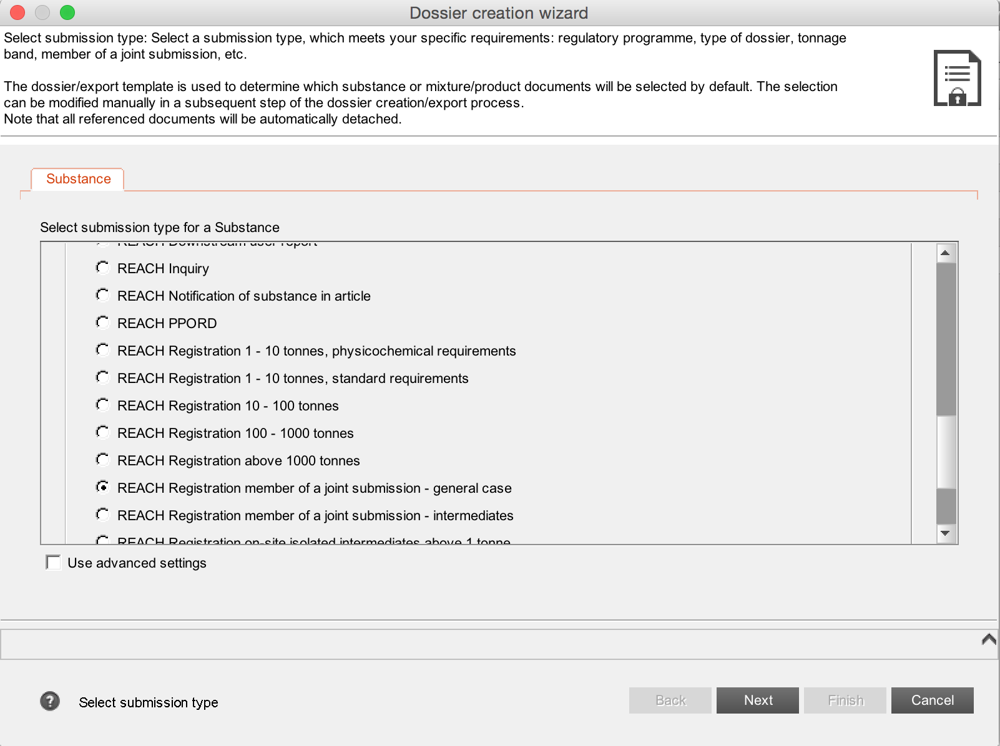 Dossier creation wizard
Select submission type: Select a submission type, which meets your specific requirements: regulatory programme, type of dossier, tonnage
band, member of a joint submission, etc.
The dossier/export template is used to determine which substance or mixture/product documents will be selected by default. The selection
can be modified manually in a subsequent step of the dossier creation/export process.
Note that all referenced documents will be automatically detached.
Substance
Select submission type for a Substance
REACH Downstream user report
REACH Inquiry
REACH Notification of substance in article
REACH PPORD
REACH Registration 1 - 10 tonnes, physicochemical requirements
REACH Registration 1 - 10 tonnes, standard requirements
REACH Registration 10 - 100 tonnes
REACH Registration 100 - 1000 tonnes
REACH Registration above 1000 tonnes
REACH Registration member of a joint submission - general case
REACH Registration member of a joint submission - intermediates
REACH Registration on-site isolated intermediates above 1 tonne
Use advanced settings
? Select submission type
Back
Next
Finish
Cancel